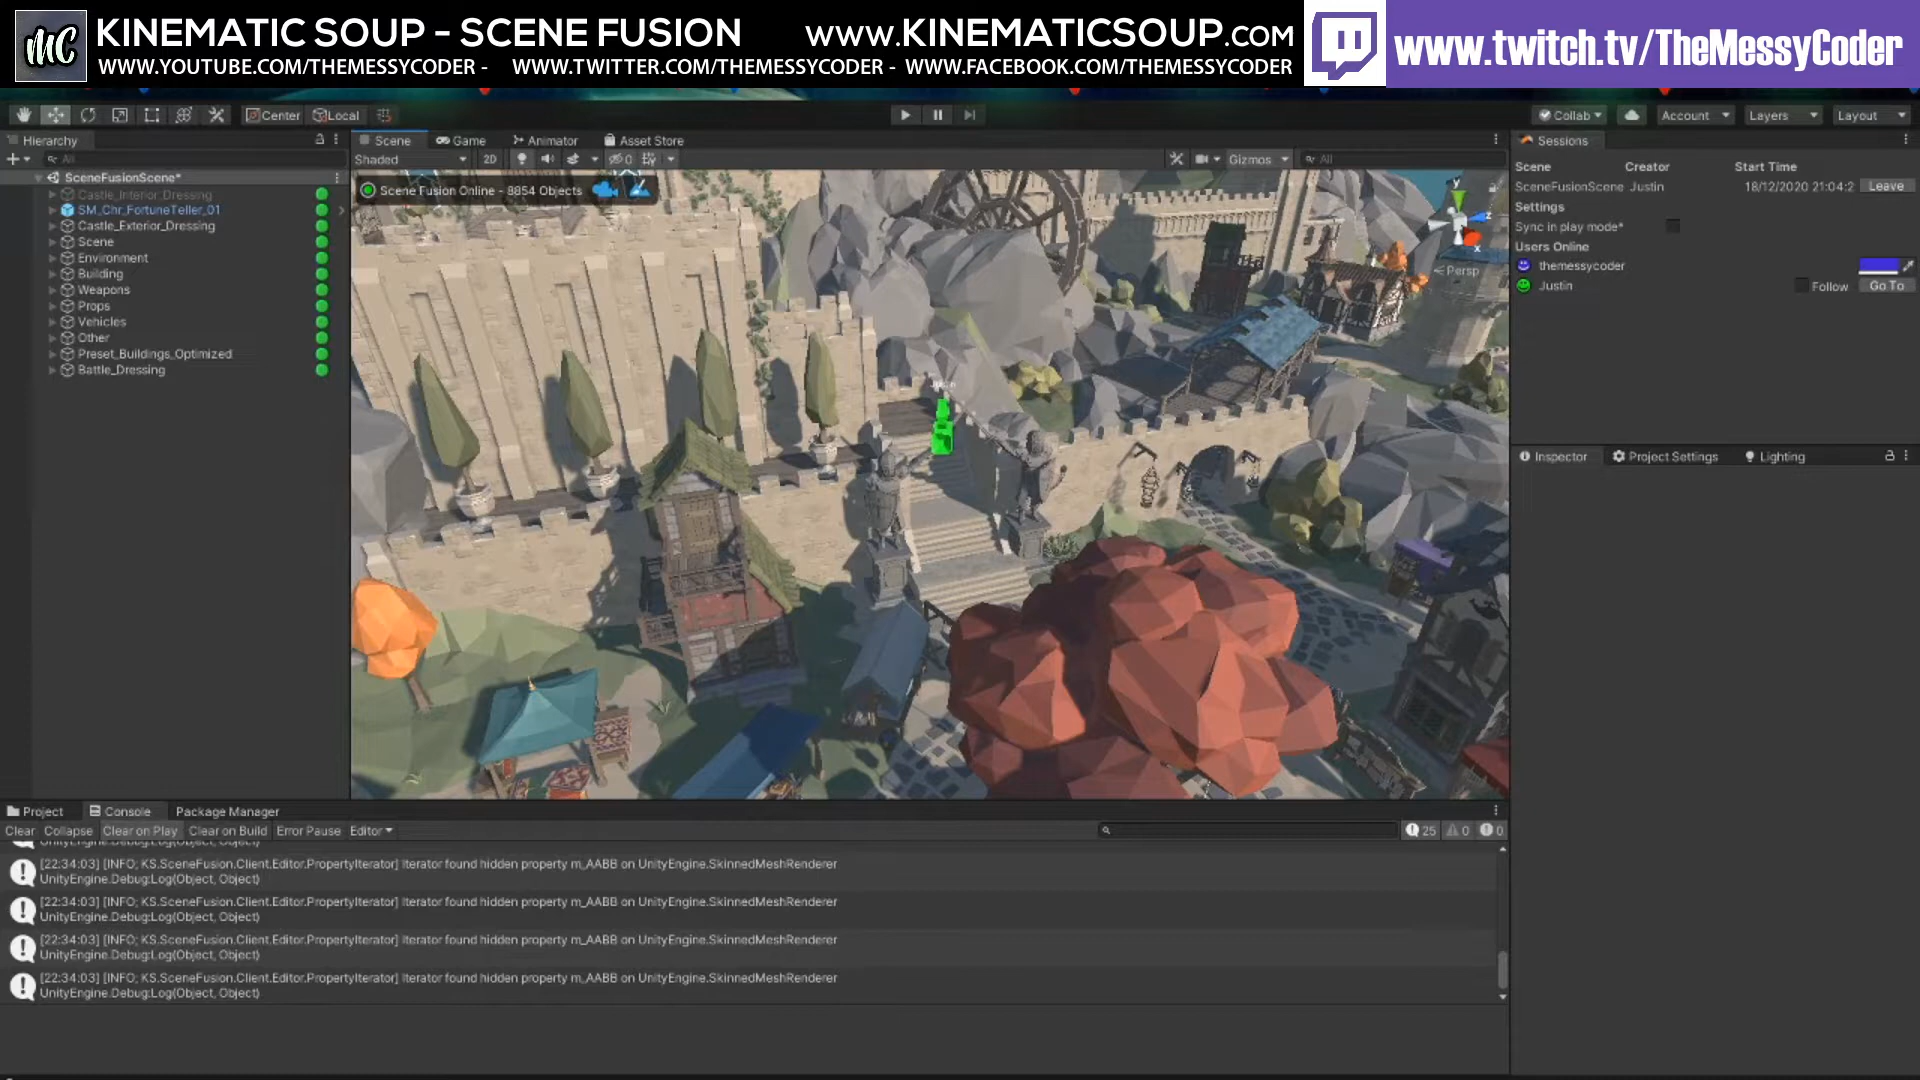 MC KINEMATIC SOUP - SCENE FUSION www.KINEMATICSOUP.com www.twitch.tv/TheMessyCoder
WWW.YOUTUBE.COM/THEMESSYCODER - WWW.TWITTER.COM/THEMESSYCODER - WWW.FACEBOOK.COM/THEMESSYCODER
Center Local Collab Account Layers Layout
Hierarchy Scene Game Animator Asset Store Sessions
All Shaded 2D 0 Gizmos All
Scene Creator Start Time
SceneFusionScene* Scene Fusion Online - 8854 Objects SceneFusionScene Justin 18/12/2020 21:04:2 Leave
Castle_Interior_Dressing
SM_Chr_FortuneTeller_01
Castle_Exterior_Dressing
Scene
Environment
Building
Weapons
Props
Vehicles
Other
Preset_Buildings_Optimized
Battle_Dressing
y
z
x
Persp
Justin
Settings
Sync in play mode*
Users Online
themessycoder
Justin Follow Go To
Inspector Project Settings Lighting
Project Console Package Manager
Clear Collapse Clear on Play Clear on Build Error Pause Editor 25 0 0
UnityEngine.Debug:Log(Object, Object)
[22:34:03] [INFO; KS.SceneFusion.Client.Editor.PropertyIterator] Iterator found hidden property m_AABB on UnityEngine.SkinnedMeshRenderer
UnityEngine.Debug:Log(Object, Object)
[22:34:03] [INFO; KS.SceneFusion.Client.Editor.PropertyIterator] Iterator found hidden property m_AABB on UnityEngine.SkinnedMeshRenderer
UnityEngine.Debug:Log(Object, Object)
[22:34:03] [INFO; KS.SceneFusion.Client.Editor.PropertyIterator] Iterator found hidden property m_AABB on UnityEngine.SkinnedMeshRenderer
UnityEngine.Debug:Log(Object, Object)
[22:34:03] [INFO; KS.SceneFusion.Client.Editor.PropertyIterator] Iterator found hidden property m_AABB on UnityEngine.SkinnedMeshRenderer
UnityEngine.Debug:Log(Object, Object)